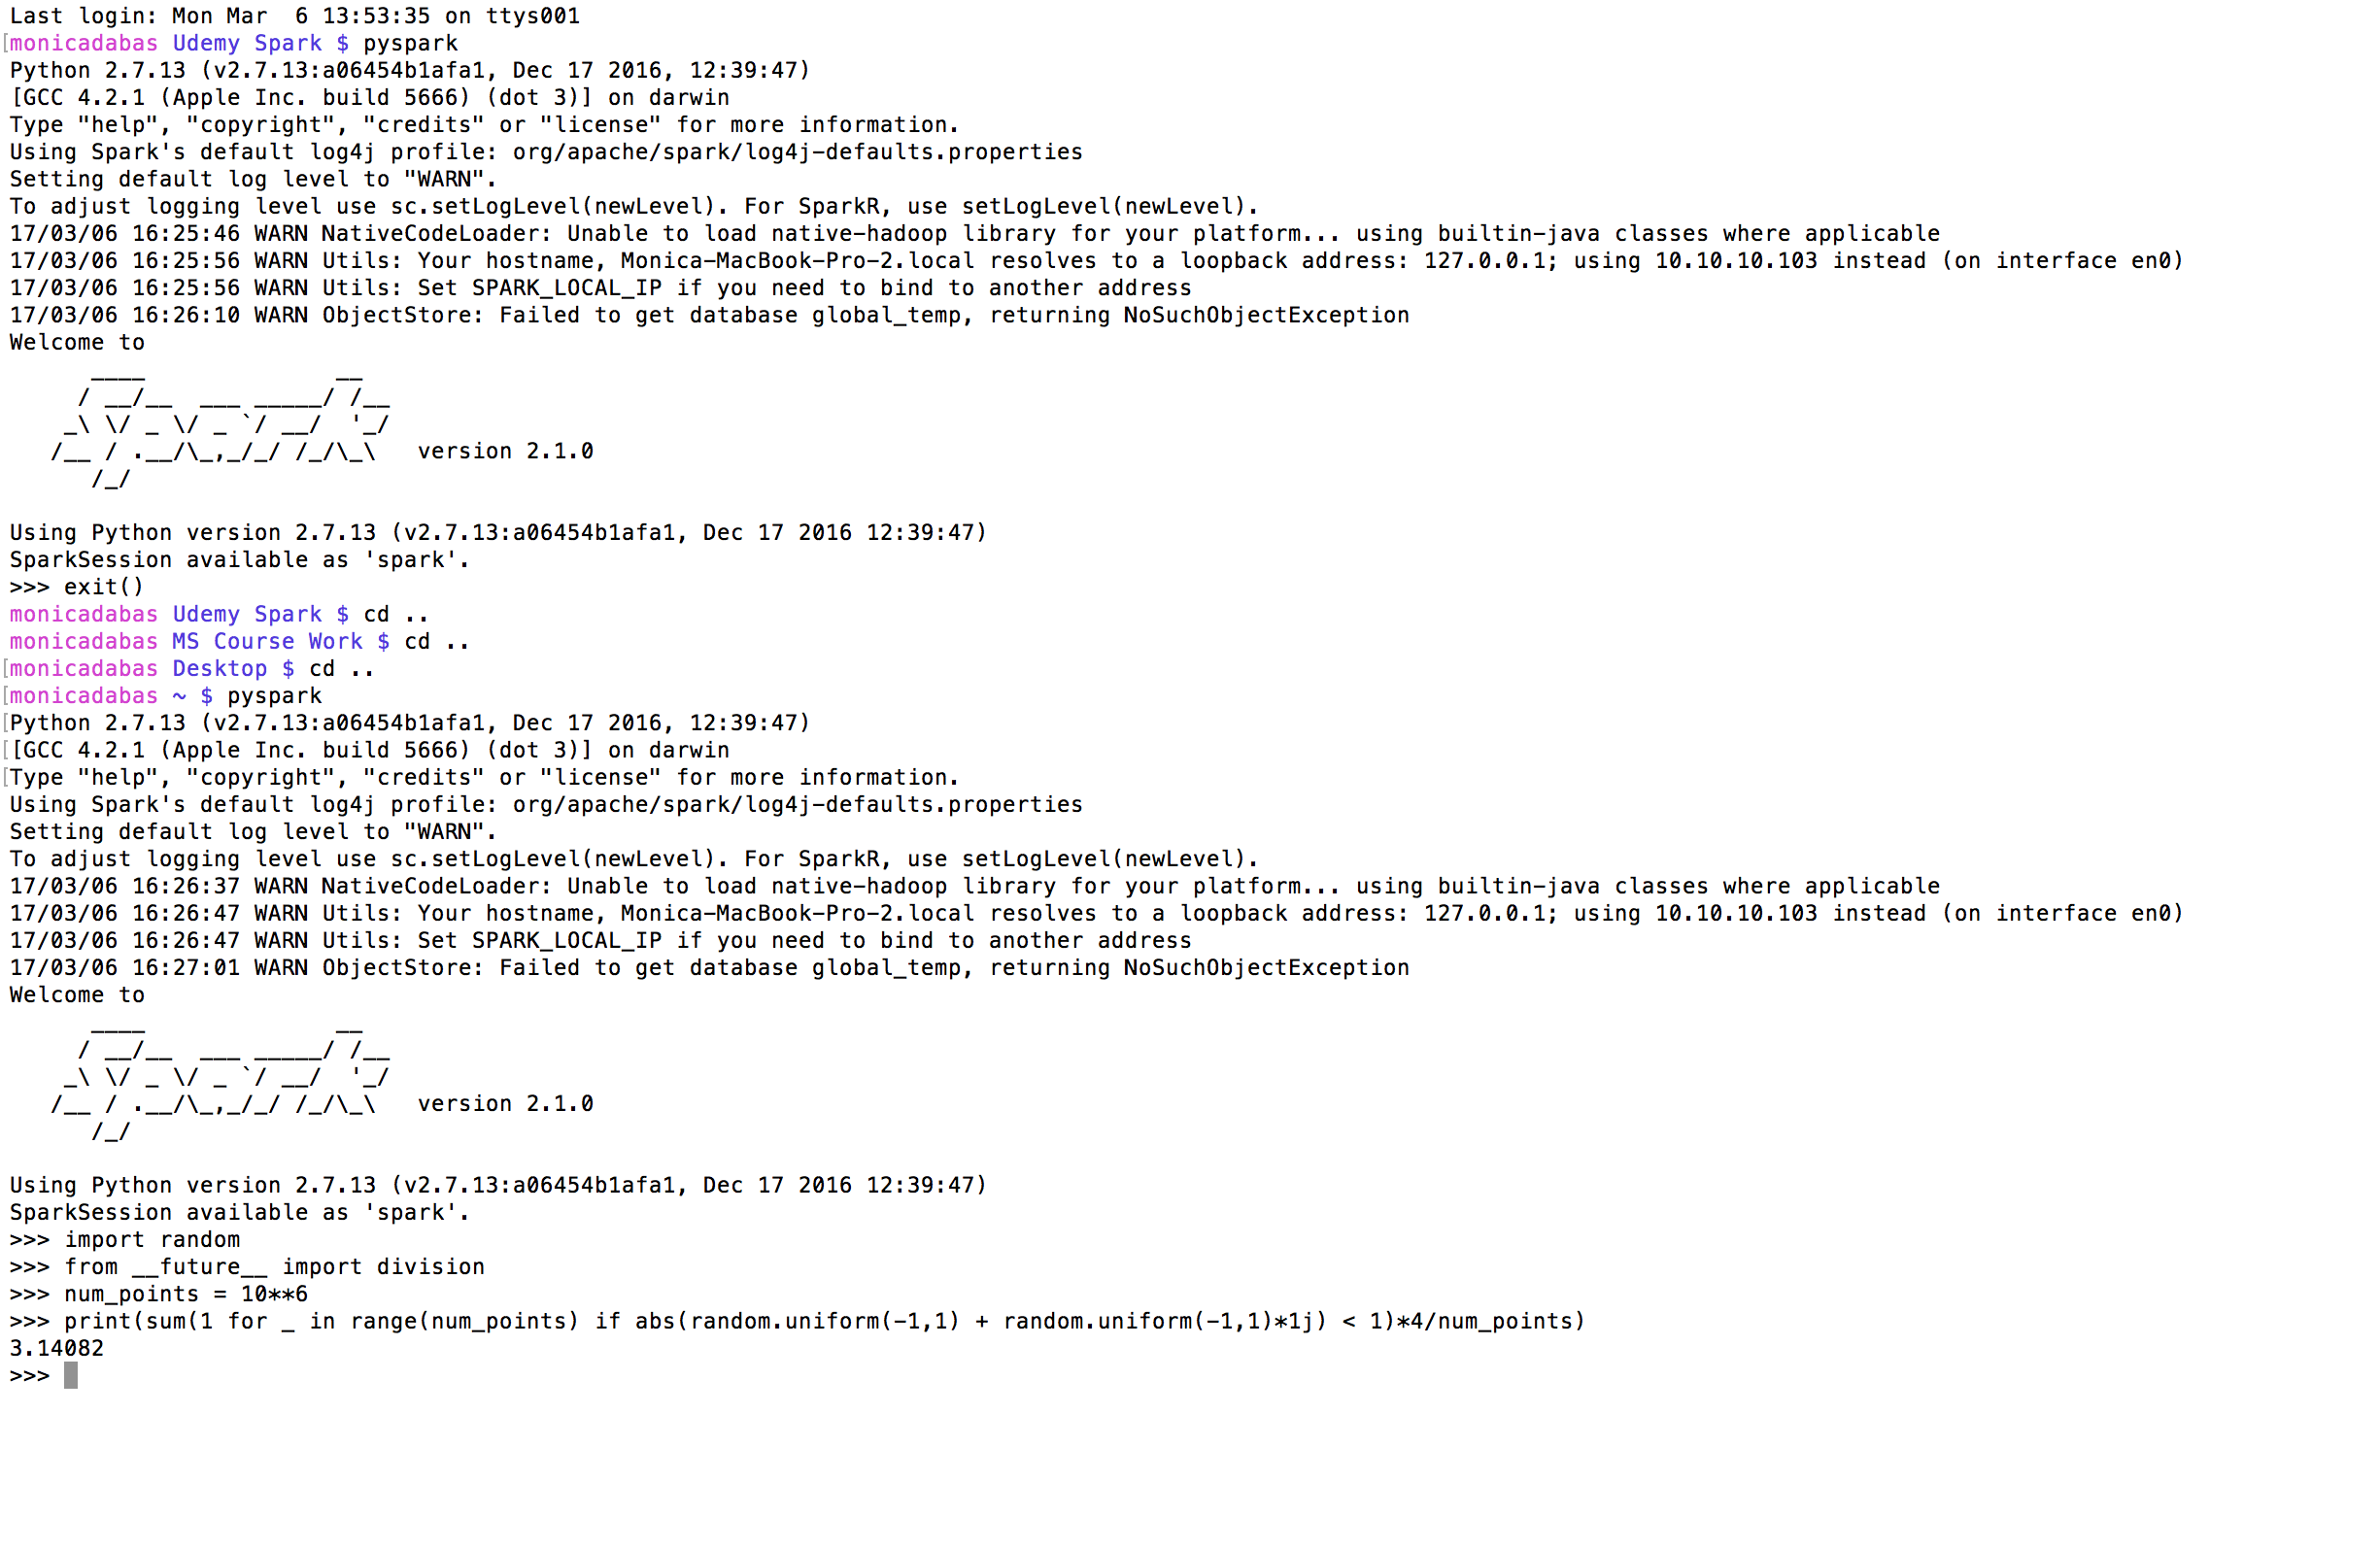 Last login: Mon Mar  6 13:53:35 on ttys001
[monicadabas Udemy Spark $ pyspark
Python 2.7.13 (v2.7.13:a06454b1afa1, Dec 17 2016, 12:39:47)
[GCC 4.2.1 (Apple Inc. build 5666) (dot 3)] on darwin
Type "help", "copyright", "credits" or "license" for more information.
Using Spark's default log4j profile: org/apache/spark/log4j-defaults.properties
Setting default log level to "WARN".
To adjust logging level use sc.setLogLevel(newLevel). For SparkR, use setLogLevel(newLevel).
17/03/06 16:25:46 WARN NativeCodeLoader: Unable to load native-hadoop library for your platform... using builtin-java classes where applicable
17/03/06 16:25:56 WARN Utils: Your hostname, Monica-MacBook-Pro-2.local resolves to a loopback address: 127.0.0.1; using 10.10.10.103 instead (on interface en0)
17/03/06 16:25:56 WARN Utils: Set SPARK_LOCAL_IP if you need to bind to another address
17/03/06 16:26:10 WARN ObjectStore: Failed to get database global_temp, returning NoSuchObjectException
Welcome to
      ____              __
     / __/__  ___ _____/ /__
    _\ \/ _ \/ _ `/ __/  '_/
   /__ / .__/\_,_/_/ /_/\_\   version 2.1.0
      /_/
Using Python version 2.7.13 (v2.7.13:a06454b1afa1, Dec 17 2016 12:39:47)
SparkSession available as 'spark'.
>>> exit()
monicadabas Udemy Spark $ cd ..
monicadabas MS Course Work $ cd ..
[monicadabas Desktop $ cd ..
[monicadabas ~ $ pyspark
[Python 2.7.13 (v2.7.13:a06454b1afa1, Dec 17 2016, 12:39:47)
[[GCC 4.2.1 (Apple Inc. build 5666) (dot 3)] on darwin
[Type "help", "copyright", "credits" or "license" for more information.
Using Spark's default log4j profile: org/apache/spark/log4j-defaults.properties
Setting default log level to "WARN".
To adjust logging level use sc.setLogLevel(newLevel). For SparkR, use setLogLevel(newLevel).
17/03/06 16:26:37 WARN NativeCodeLoader: Unable to load native-hadoop library for your platform... using builtin-java classes where applicable
17/03/06 16:26:47 WARN Utils: Your hostname, Monica-MacBook-Pro-2.local resolves to a loopback address: 127.0.0.1; using 10.10.10.103 instead (on interface en0)
17/03/06 16:26:47 WARN Utils: Set SPARK_LOCAL_IP if you need to bind to another address
17/03/06 16:27:01 WARN ObjectStore: Failed to get database global_temp, returning NoSuchObjectException
Welcome to
      ____              __
     / __/__  ___ _____/ /__
    _\ \/ _ \/ _ `/ __/  '_/
   /__ / .__/\_,_/_/ /_/\_\   version 2.1.0
      /_/
Using Python version 2.7.13 (v2.7.13:a06454b1afa1, Dec 17 2016 12:39:47)
SparkSession available as 'spark'.
>>> import random
>>> from __future__ import division
>>> num_points = 10**6
>>> print(sum(1 for _ in range(num_points) if abs(random.uniform(-1,1) + random.uniform(-1,1)*1j) < 1)*4/num_points)
3.14082
>>>